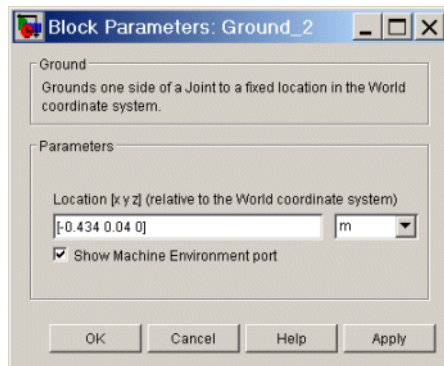 Block Parameters: Ground_2
Ground
Grounds one side of a Joint to a fixed location in the World
coordinate system.
Parameters
Location [x y z] (relative to the World coordinate system)
[-0.434 0.04 0]
m
Show Machine Environment port
OK
Cancel
Help
Apply